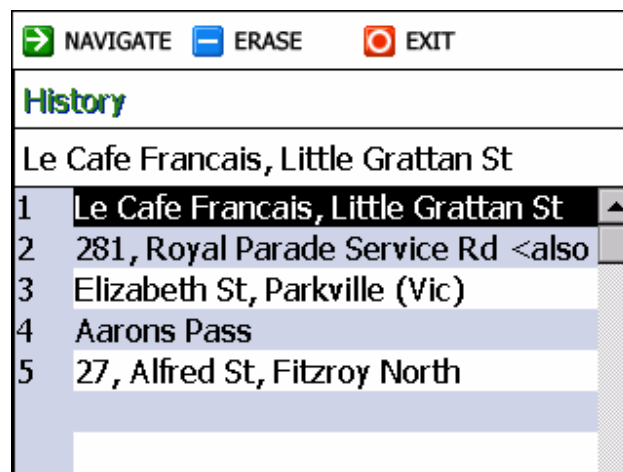 NAVIGATE ERASE EXIT
History
Le Cafe Francais, Little Grattan St
1 Le Cafe Francais, Little Grattan St
2 281, Royal Parade Service Rd <also
3 Elizabeth St, Parkville (Vic)
4 Aarons Pass
5 27, Alfred St, Fitzroy North